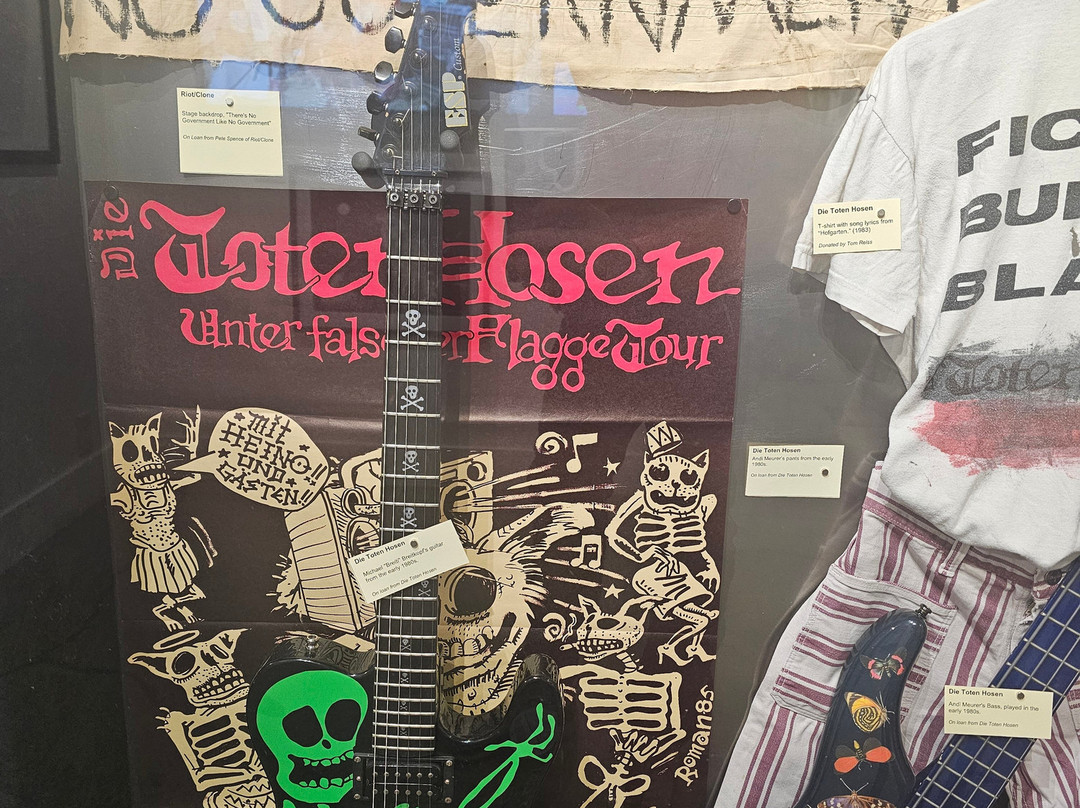 NO GOVERNMENT
Riot/Clone
Stage backdrop, "There's No
Government Like No Government"
On Loan from Pete Spence of Riot/Clone
ESP Custom
Die Toten Hosen
Unter falscher Flagge Tour
mit
HEINO!!
UND
GÄSTEN!!
Die Toten Hosen
Michael "Breiti" Breitkopf's guitar
from the early 1980s.
On loan from Die Toten Hosen
Roman85
Die Toten Hosen
T-shirt with song lyrics from
"Hofgarten." (1983)
Donated by Tom Reiss
FIC
BU
BLA
Toten
Die Toten Hosen
Andi Meurer's pants from the early
1980s.
On loan from Die Toten Hosen
Die Toten Hosen
Andi Meurer's Bass, played in the
early 1980s.
On loan from Die Toten Hosen